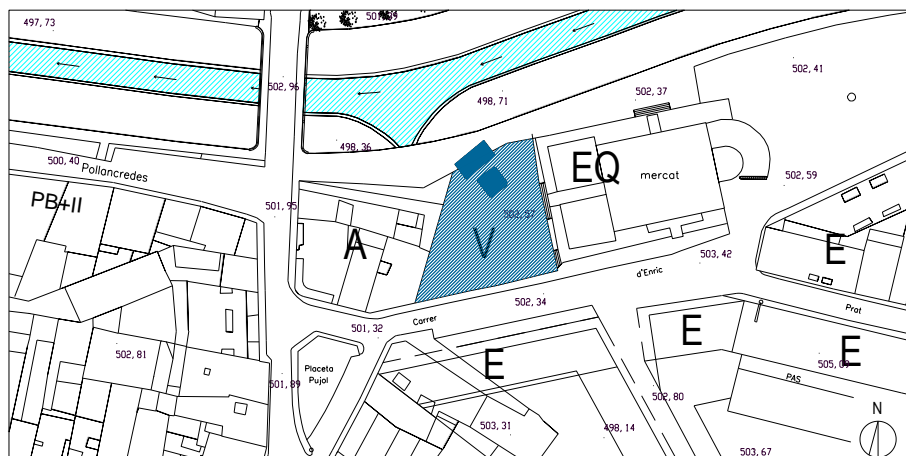 497,73
501,09
502,96
498,71
502,37
502,41
498,36
500,40
Pollancredes
EQ
mercat
502,59
PB+II
501,95
502,57
A
V
E
503,42
d'Enric
502,34
Prat
Carrer
501,32
E
E
502,81
Placeta
Pujol
E
505,09
501,89
PAS
502,80
503,31
498,14
N
503,67